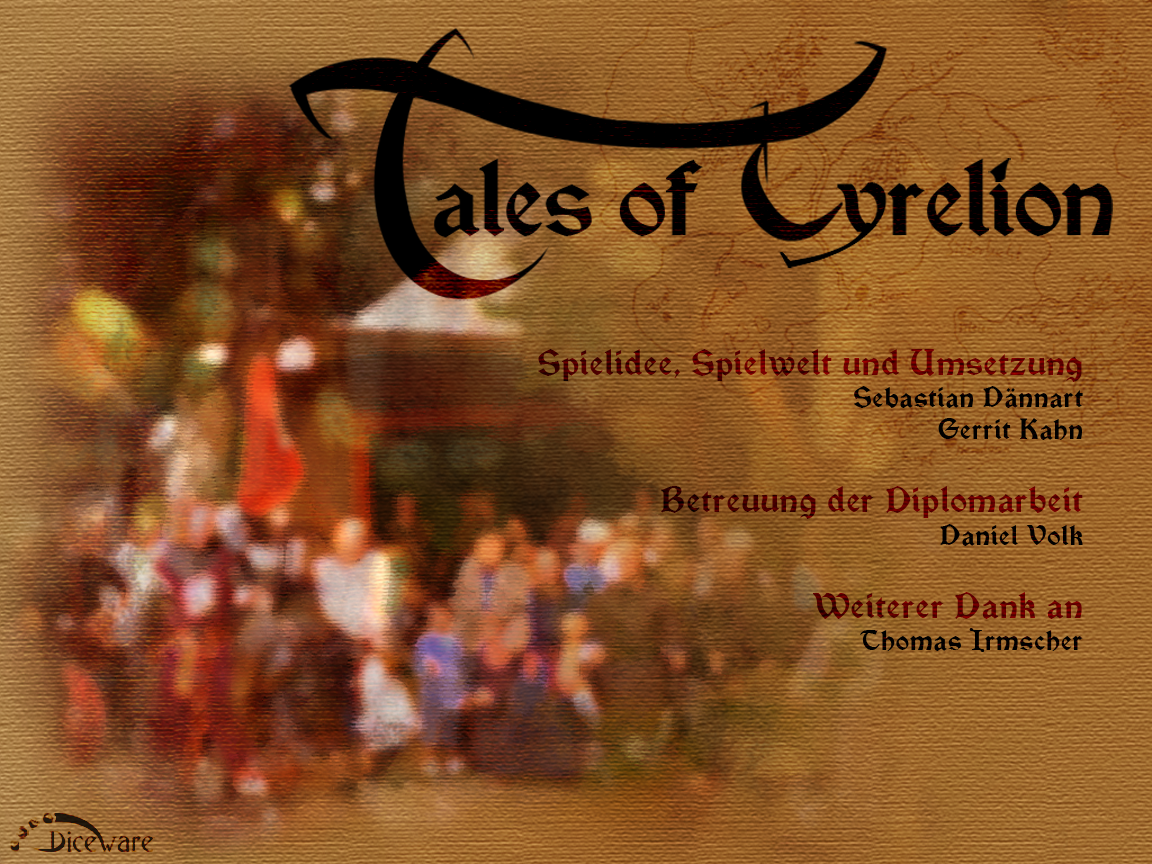 Tales of Tyrelion
Spielidee, Spielwelt und Umsetzung
Sebastian Dännart
Gerrit Kahn
Betreuung der Diplomarbeit
Daniel Volk
Weiterer Dank an
Thomas Irmscher
DiceWare